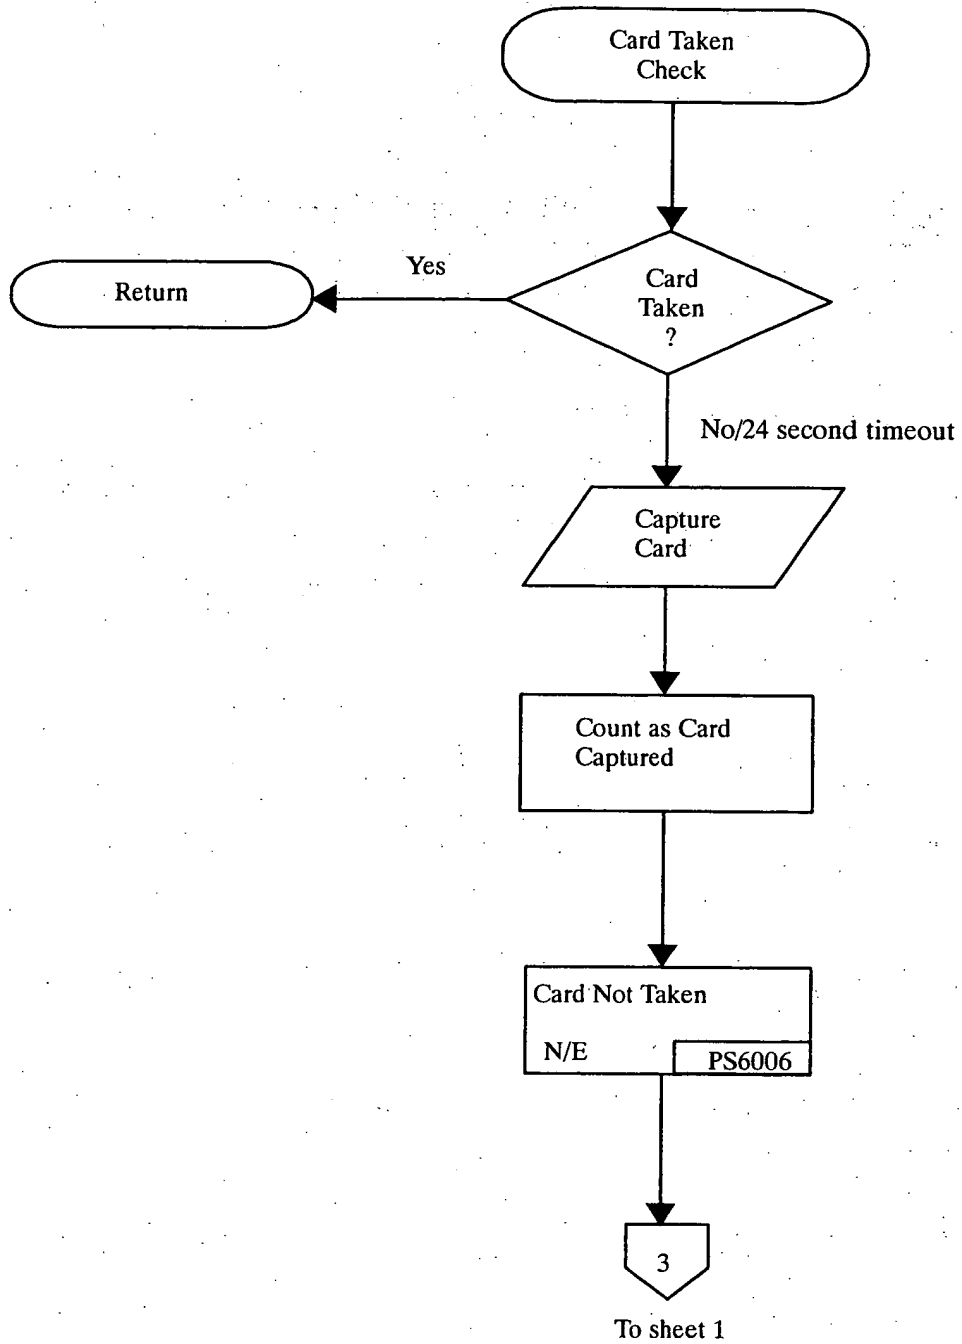 Card Taken
Check
Yes
Return
Card
Taken
?
No/24 second timeout
Capture
Card
Count as Card
Captured
Card Not Taken
N/E
PS6006
3
To sheet 1